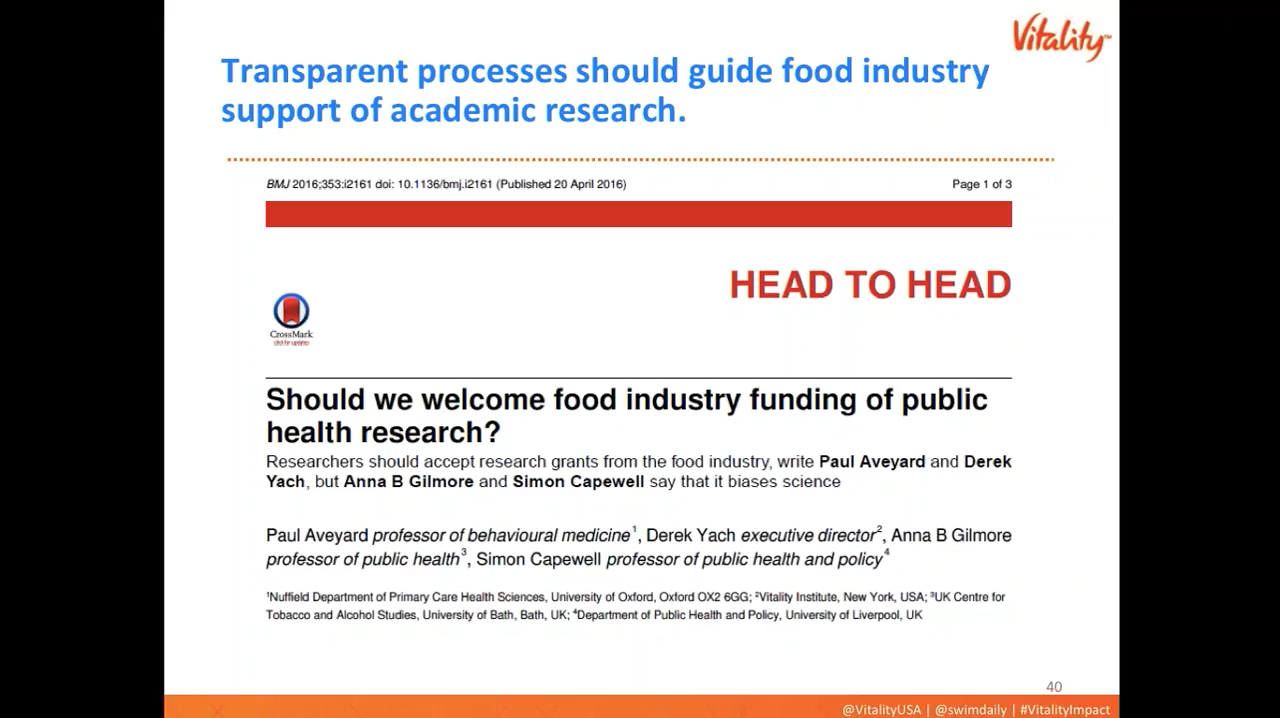 Vitality™
Transparent processes should guide food industry
support of academic research.
BMJ 2016;353:i2161 doi: 10.1136/bmj.i2161 (Published 20 April 2016)
Page 1 of 3
HEAD TO HEAD
CrossMark
click for updates
Should we welcome food industry funding of public
health research?
Researchers should accept research grants from the food industry, write Paul Aveyard and Derek
Yach, but Anna B Gilmore and Simon Capewell say that it biases science
Paul Aveyard professor of behavioural medicine¹, Derek Yach executive director², Anna B Gilmore
professor of public health³, Simon Capewell professor of public health and policy⁴
¹Nuffield Department of Primary Care Health Sciences, University of Oxford, Oxford OX2 6GG; ²Vitality Institute, New York, USA; ³UK Centre for
Tobacco and Alcohol Studies, University of Bath, Bath, UK; ⁴Department of Public Health and Policy, University of Liverpool, UK
40
@VitalityUSA | @swimdaily | #VitalityImpact